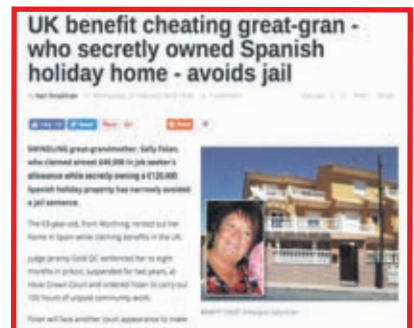 UK benefit cheating great-gran -
who secretly owned Spanish
holiday home - avoids jail
SWINDLING great-grandmother, Sally Folan,
who claimed almost £40,000 in job seeker's
allowance while secretly owning a €120,000
Spanish holiday property has narrowly avoided
a jail sentence.
The 69-year-old, from Worthing, rented out her
home in Spain while claiming benefits in the UK.
Judge Jeremy Gold QC sentenced her to eight
months in prison, suspended for two years, at
Hove Crown Court and ordered Folan to carry out
100 hours of unpaid community work.
Folan will face another court appearance to make